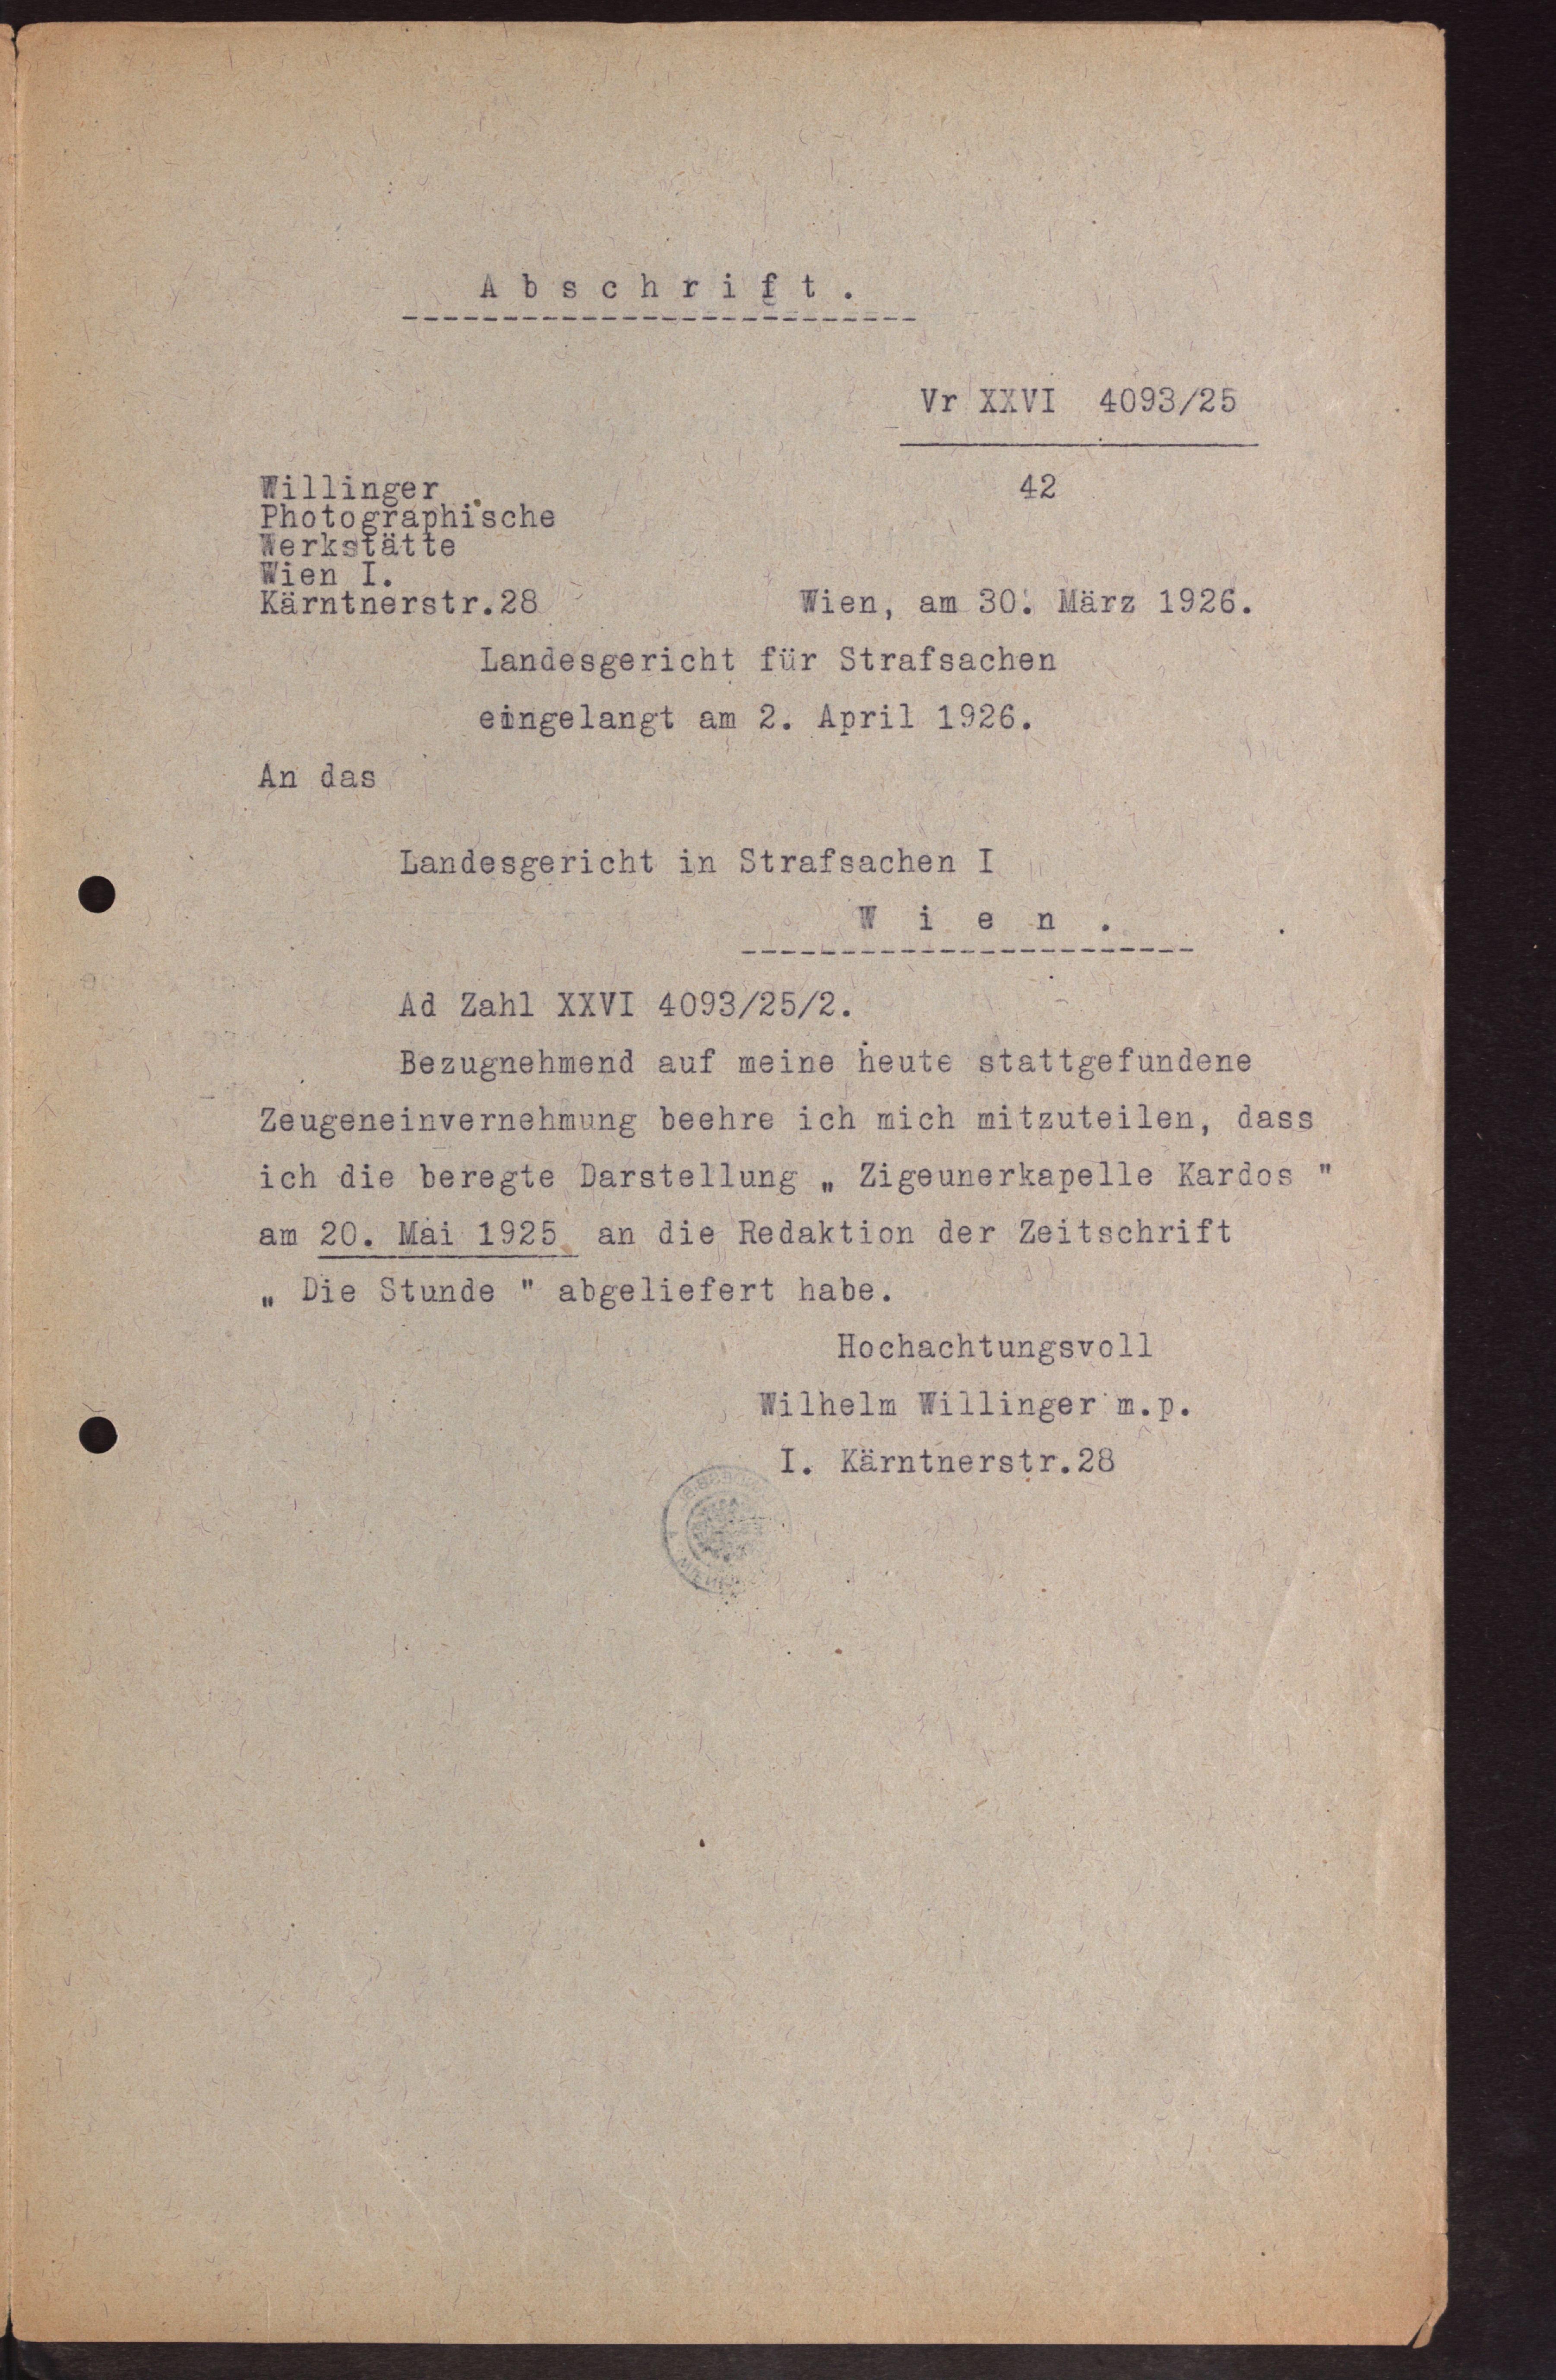 Abschrift.
Vr XXVI 4093/25
42
Willinger
Photographische
Werkstätte
Wien I.
Kärntnerstr.28
Wien, am 30. März 1926.
Landesgericht für Strafsachen
eingelangt am 2. April 1926.
An das
Landesgericht in Strafsachen I
Wien.
Ad Zahl XXVI 4093/25/2.
Bezugnehmend auf meine heute stattgefundene
Zeugeneinvernehmung beehre ich mich mitzuteilen, dass
ich die beregte Darstellung „ Zigeunerkapelle Kardos "
am 20. Mai 1925 an die Redaktion der Zeitschrift
„ Die Stunde " abgeliefert habe.
Hochachtungsvoll
Wilhelm Willinger m.p.
I. Kärntnerstr.28